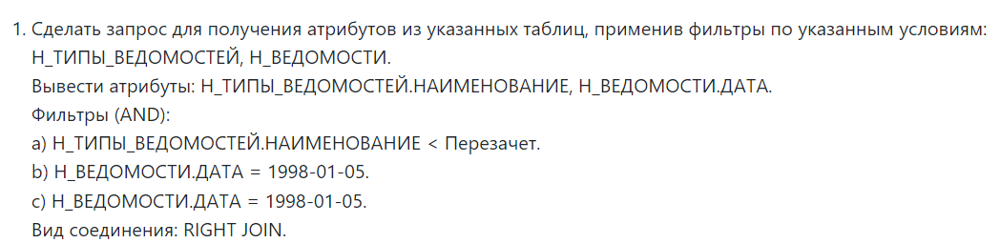 1. Сделать запрос для получения атрибутов из указанных таблиц, применив фильтры по указанным условиям:
Н_ТИПЫ_ВЕДОМОСТЕЙ, Н_ВЕДОМОСТИ.
Вывести атрибуты: Н_ТИПЫ_ВЕДОМОСТЕЙ.НАИМЕНОВАНИЕ, Н_ВЕДОМОСТИ.ДАТА.
Фильтры (AND):
a) Н_ТИПЫ_ВЕДОМОСТЕЙ.НАИМЕНОВАНИЕ < Перезачет.
b) Н_ВЕДОМОСТИ.ДАТА = 1998-01-05.
c) Н_ВЕДОМОСТИ.ДАТА = 1998-01-05.
Вид соединения: RIGHT JOIN.